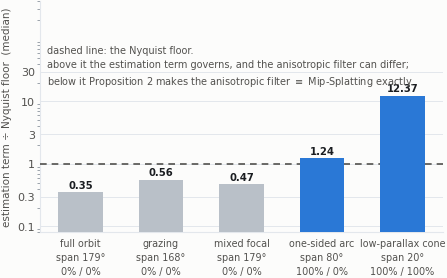 estimation term ÷ Nyquist floor (median)
dashed line: the Nyquist floor.
above it the estimation term governs, and the anisotropic filter can differ;
below it Proposition 2 makes the anisotropic filter ≡ Mip-Splatting exactly.
30
10
3
1
0.3
0.1
0.35
0.56
0.47
1.24
12.37
full orbit
span 179°
0% / 0%
grazing
span 168°
0% / 0%
mixed focal
span 179°
0% / 0%
one-sided arc
span 80°
100% / 0%
low-parallax cone
span 20°
100% / 100%